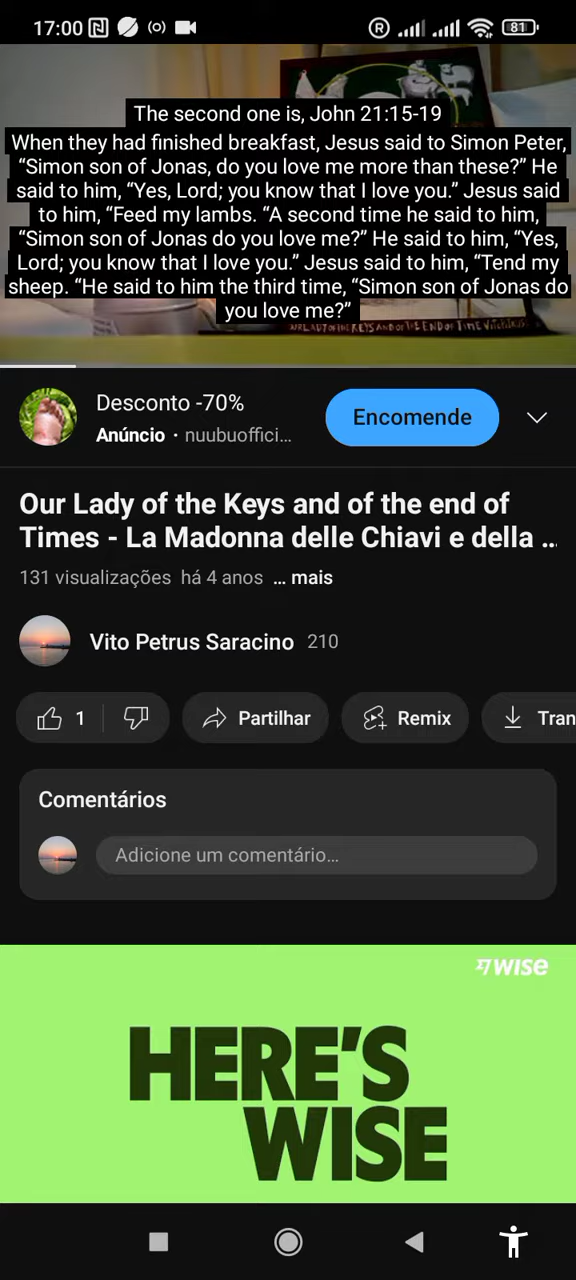 17:00
R
81
The second one is, John 21:15-19
When they had finished breakfast, Jesus said to Simon Peter,
“Simon son of Jonas, do you love me more than these?” He
said to him, “Yes, Lord; you know that I love you.” Jesus said
to him, “Feed my lambs. “A second time he said to him,
“Simon son of Jonas do you love me?” He said to him, “Yes,
Lord; you know that I love you.” Jesus said to him, “Tend my
sheep. “He said to him the third time, “Simon son of Jonas do
you love me?”
KEYS AND OF THE END OF TIME
Desconto -70%
Anúncio · nuubuoffici...
Encomende
Our Lady of the Keys and of the end of
Times - La Madonna delle Chiavi e della ...
131 visualizações há 4 anos ... mais
Vito Petrus Saracino 210
1
Partilhar
Remix
Tran
Comentários
Adicione um comentário...
wise
HERE'S
WISE